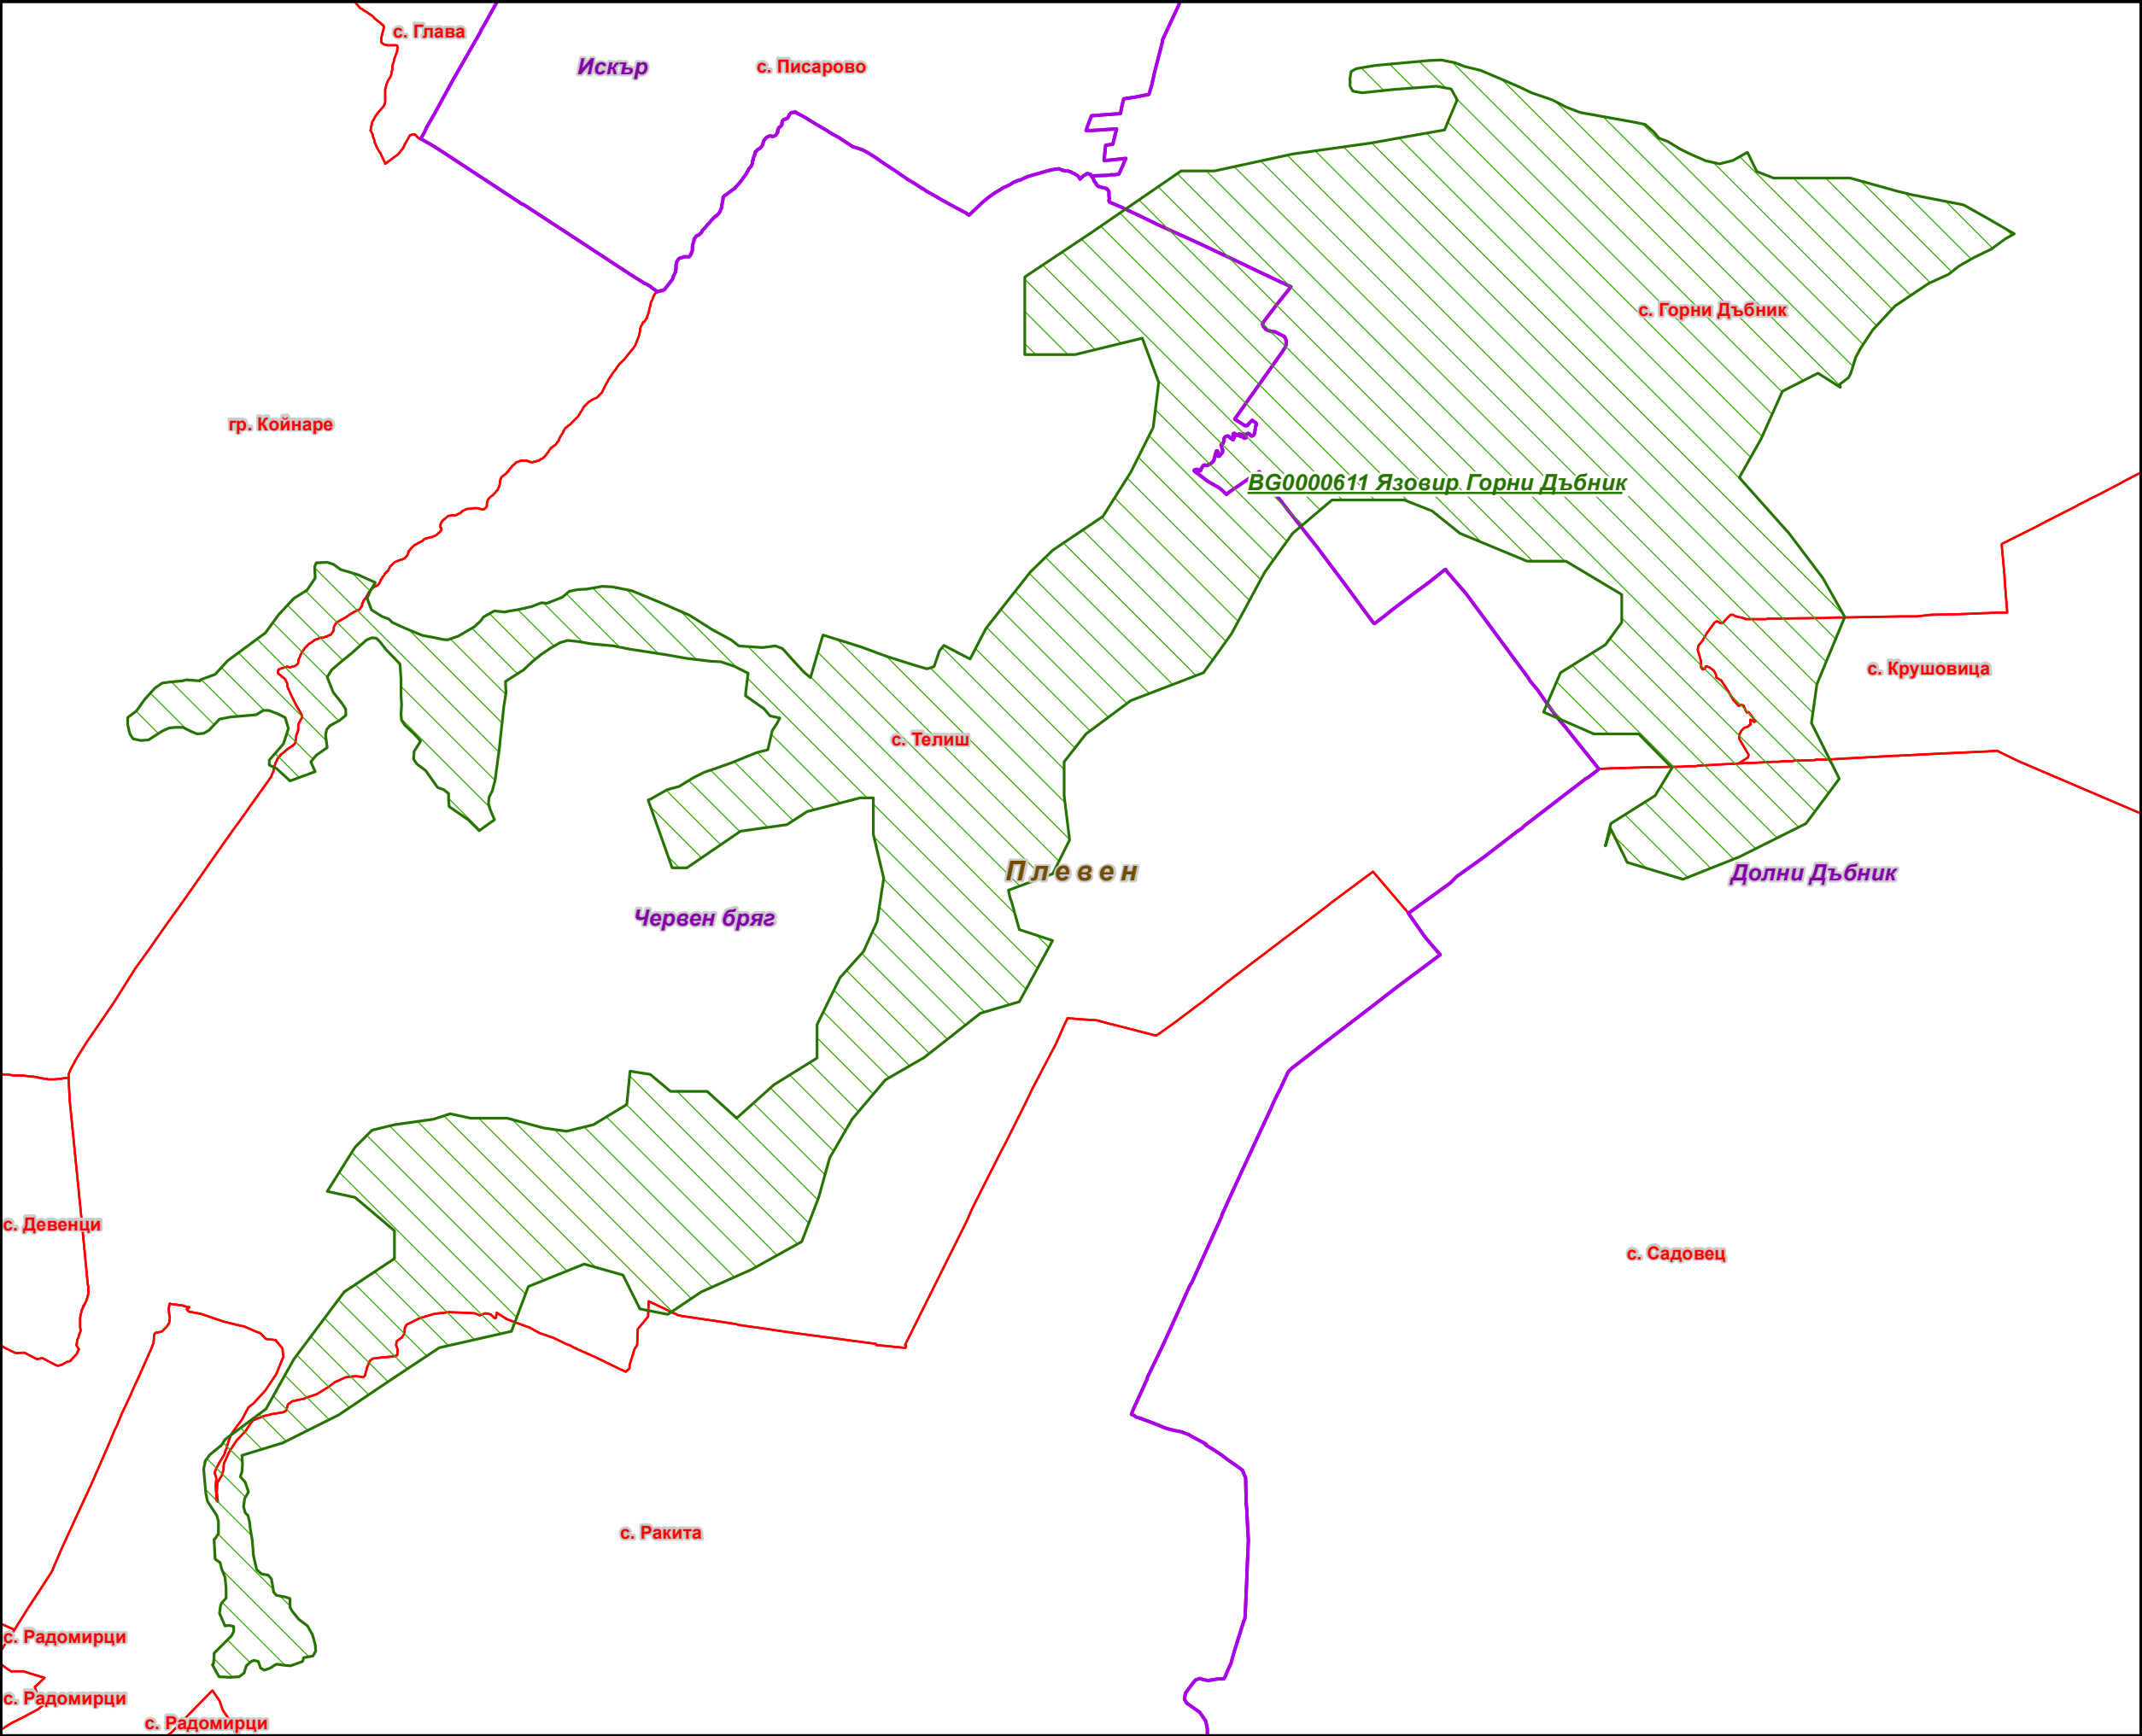 с. Глава
Искър
с. Писарово
с. Горни Дъбник
гр. Койнаре
BG0000611 Язовир Горни Дъбник
с. Крушовица
с. Телиш
Плевен
Долни Дъбник
Червен бряг
с. Девенци
с. Садовец
с. Ракита
с. Радомирци
с. Радомирци
с. Радомирци